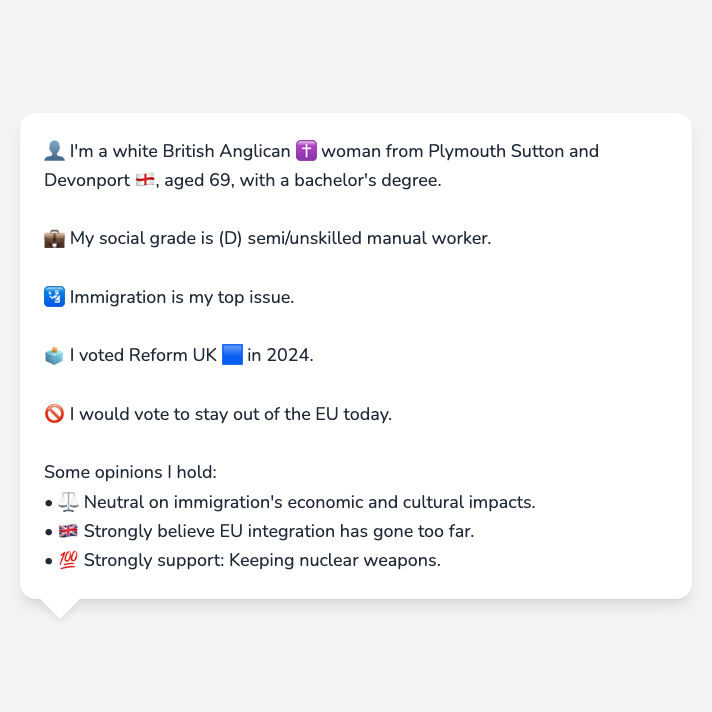 👤 I'm a white British Anglican ✝️ woman from Plymouth Sutton and
Devonport 🏴󠁧󠁢󠁥󠁮󠁧󠁿, aged 69, with a bachelor's degree.
💼 My social grade is (D) semi/unskilled manual worker.
🛂 Immigration is my top issue.
🗳️ I voted Reform UK 🟦 in 2024.
🚫 I would vote to stay out of the EU today.
Some opinions I hold:
• ⚖️ Neutral on immigration's economic and cultural impacts.
• 🇬🇧 Strongly believe EU integration has gone too far.
• 💯 Strongly support: Keeping nuclear weapons.